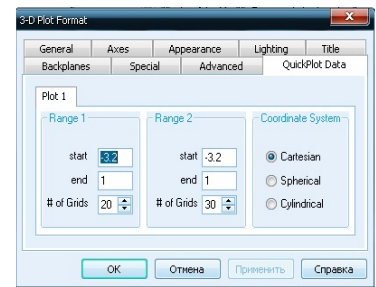 3-D Plot Format
General Axes Appearance Lighting Title
Backplanes Special Advanced QuickPlot Data
Plot 1
Range 1 Range 2 Coordinate System
start -3.2 start -3.2 Cartesian
end 1 end 1 Spherical
# of Grids 20 # of Grids 30 Cylindrical
OK Отмена Применить Справка